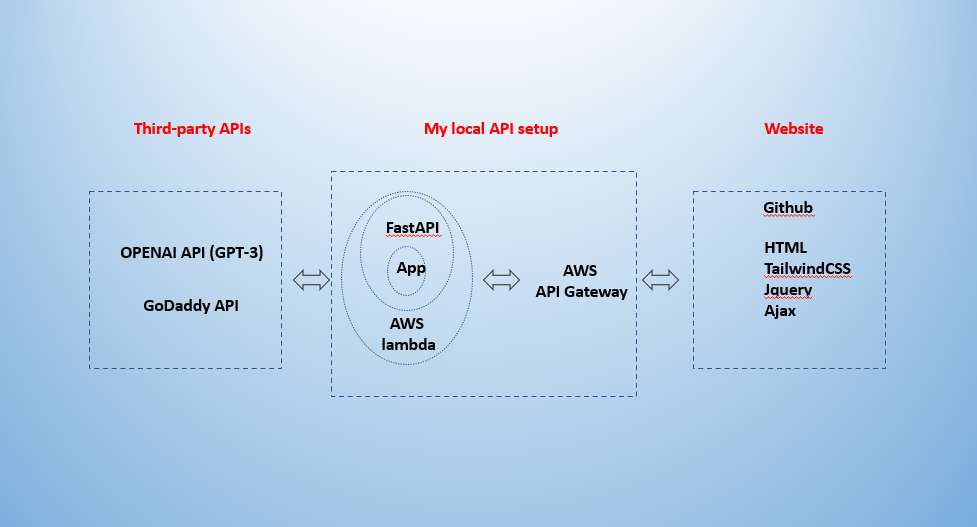 Third-party APIs
My local API setup
Website
OPENAI API (GPT-3)
GoDaddy API
FastAPI
App
AWS
lambda
AWS
API Gateway
Github
HTML
TailwindCSS
Jquery
Ajax